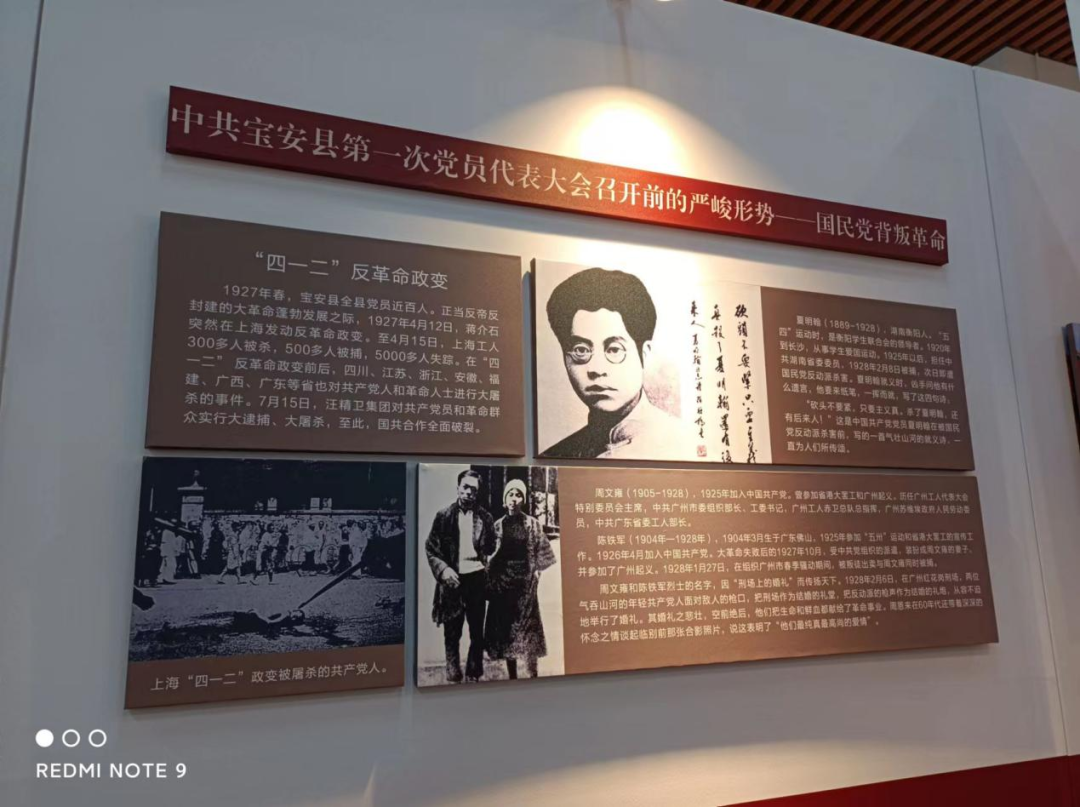 中共宝安县第一次党员代表大会召开前的严峻形势——国民党背叛革命
“四一二”反革命政变
1927年春，宝安县全县党员近百人。正当反帝反
封建的大革命蓬勃发展之际，1927年4月12日，蒋介石
突然在上海发动反革命政变。至4月15日，上海工人
300多人被杀，500多人被捕，5000多人失踪。在“四
一二”反革命政变前后，四川、江苏、浙江、安徽、福
建、广西、广东等省也对共产党人和革命人士进行大屠
杀的事件。7月15日，汪精卫集团对共产党员和革命群
众实行大逮捕、大屠杀，至此，国共合作全面破裂。
砍头不要紧只要主义
真杀了夏明翰还有后
来人
夏明翰（1889-1928），湖南衡阳人。“五
四”运动时，是衡阳学生联合会的领导者。1920年
到长沙，从事学生爱国运动。1925年以后，担任中
共湖南省委委员。1928年2月8日被捕，次日即遭
国民党反动派杀害。夏明翰就义时，凶手问他有什
么遗言，他要来纸笔，一挥而就，写了这四句诗，
“砍头不要紧，只要主义真，杀了夏明翰，还
有后来人！”这是中国共产党党员夏明翰在被国民
党反动派杀害前，写的一首气壮山河的就义诗，一
直为人们所传颂。
上海“四一二”政变被屠杀的共产党人。
周文雍（1905-1928），1925年加入中国共产党。曾参加省港大罢工和广州起义。历任广州工人代表大会
特别委员会主席，中共广州市委组织部长、工委书记，广州工人赤卫总队总指挥，广州苏维埃政府人民劳动委
员，中共广东省委工人部长。
陈铁军（1904年—1928年），1904年3月生于广东佛山，1925年参加“五卅”运动和省港大罢工的宣传工
作。1926年4月加入中国共产党。大革命失败后的1927年10月，受中共党组织的派遣，装扮成周文雍的妻子，
并参加了广州起义。1928年1月27日，在组织广州市春季骚动期间，被叛徒出卖与周文雍同时被捕。
周文雍和陈铁军烈士的名字，因“刑场上的婚礼”而传扬天下。1928年2月6日，在广州红花岗刑场，两位
气吞山河的年轻共产党人面对敌人的枪口，把刑场作为结婚的礼堂，把反动派的枪声作为结婚的礼炮，从容不迫
地举行了婚礼。其婚礼之悲壮，空前绝后，他们把生命和鲜血都献给了革命事业。周恩来在60年代还带着深深的
怀念之情谈起临别前那张合影照片，说这表明了“他们最纯真最高尚的爱情”。
REDMI NOTE 9